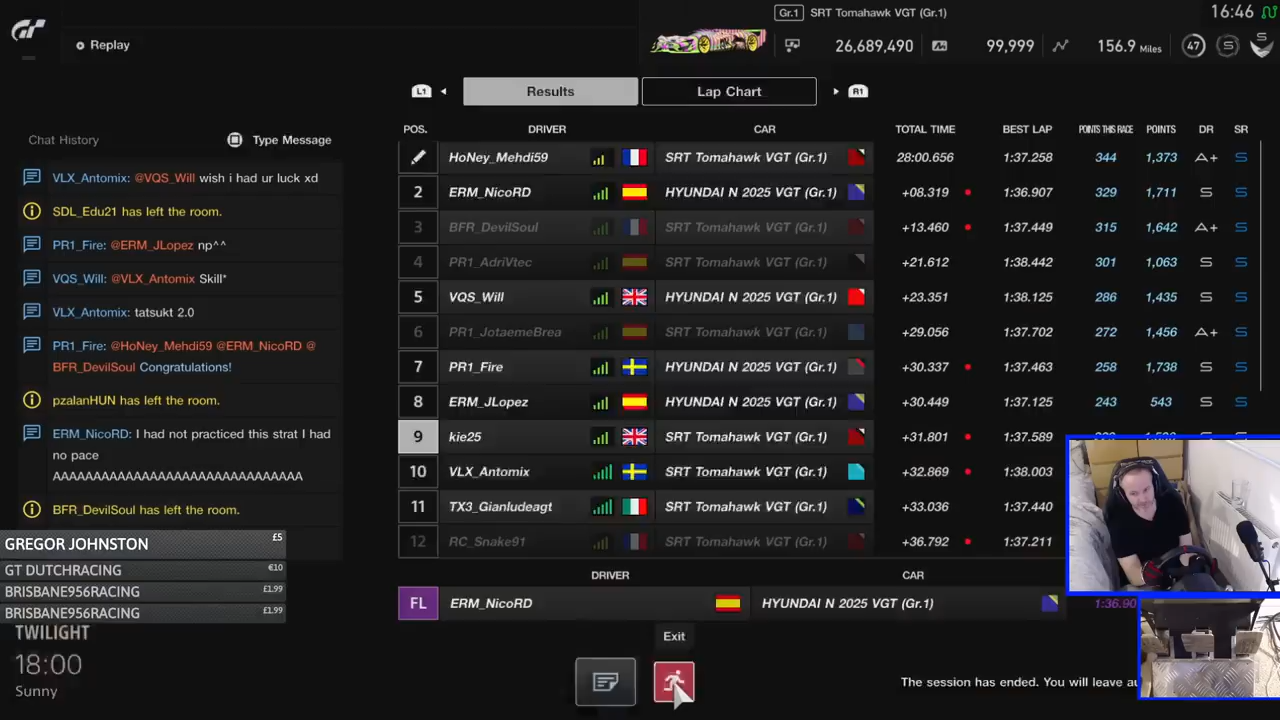 Gr.1 SRT Tomahawk VGT (Gr.1)
16:46
Replay
26,689,490
99,999
156.9 Miles
47
S
S
L1
Results
Lap Chart
R1
Chat History
Type Message
VLX_Antomix: @VQS_Will wish i had ur luck xd
SDL_Edu21 has left the room.
PR1_Fire: @ERM_JLopez np^^
VQS_Will: @VLX_Antomix Skill*
VLX_Antomix: tatsukt 2.0
PR1_Fire: @HoNey_Mehdi59 @ERM_NicoRD @
BFR_DevilSoul Congratulations!
pzalanHUN has left the room.
ERM_NicoRD: I had not practiced this strat I had
no pace
AAAAAAAAAAAAAAAAAAAAAAAAAAAAA
BFR_DevilSoul has left the room.
GREGOR JOHNSTON £5
GT DUTCHRACING €10
BRISBANE956RACING £1.99
BRISBANE956RACING £1.99
TWILIGHT
18:00
Sunny
POS. DRIVER CAR TOTAL TIME BEST LAP POINTS THIS RACE POINTS DR SR
HoNey_Mehdi59 SRT Tomahawk VGT (Gr.1) 28:00.656 1:37.258 344 1,373 A+ S
2 ERM_NicoRD HYUNDAI N 2025 VGT (Gr.1) +08.319 1:36.907 329 1,711 S S
3 BFR_DevilSoul SRT Tomahawk VGT (Gr.1) +13.460 1:37.449 315 1,642 A+ S
4 PR1_AdriVtec SRT Tomahawk VGT (Gr.1) +21.612 1:38.442 301 1,063 S S
5 VQS_Will HYUNDAI N 2025 VGT (Gr.1) +23.351 1:38.125 286 1,435 S S
6 PR1_JotaemeBrea SRT Tomahawk VGT (Gr.1) +29.056 1:37.702 272 1,456 A+ S
7 PR1_Fire HYUNDAI N 2025 VGT (Gr.1) +30.337 1:37.463 258 1,738 S S
8 ERM_JLopez HYUNDAI N 2025 VGT (Gr.1) +30.449 1:37.125 243 543 S S
9 kie25 SRT Tomahawk VGT (Gr.1) +31.801 1:37.589
10 VLX_Antomix SRT Tomahawk VGT (Gr.1) +32.869 1:38.003
11 TX3_Gianludeagt SRT Tomahawk VGT (Gr.1) +33.036 1:37.440
12 RC_Snake91 SRT Tomahawk VGT (Gr.1) +36.792 1:37.211
DRIVER CAR
FL ERM_NicoRD HYUNDAI N 2025 VGT (Gr.1) 1:36.90
Exit
The session has ended. You will leave au